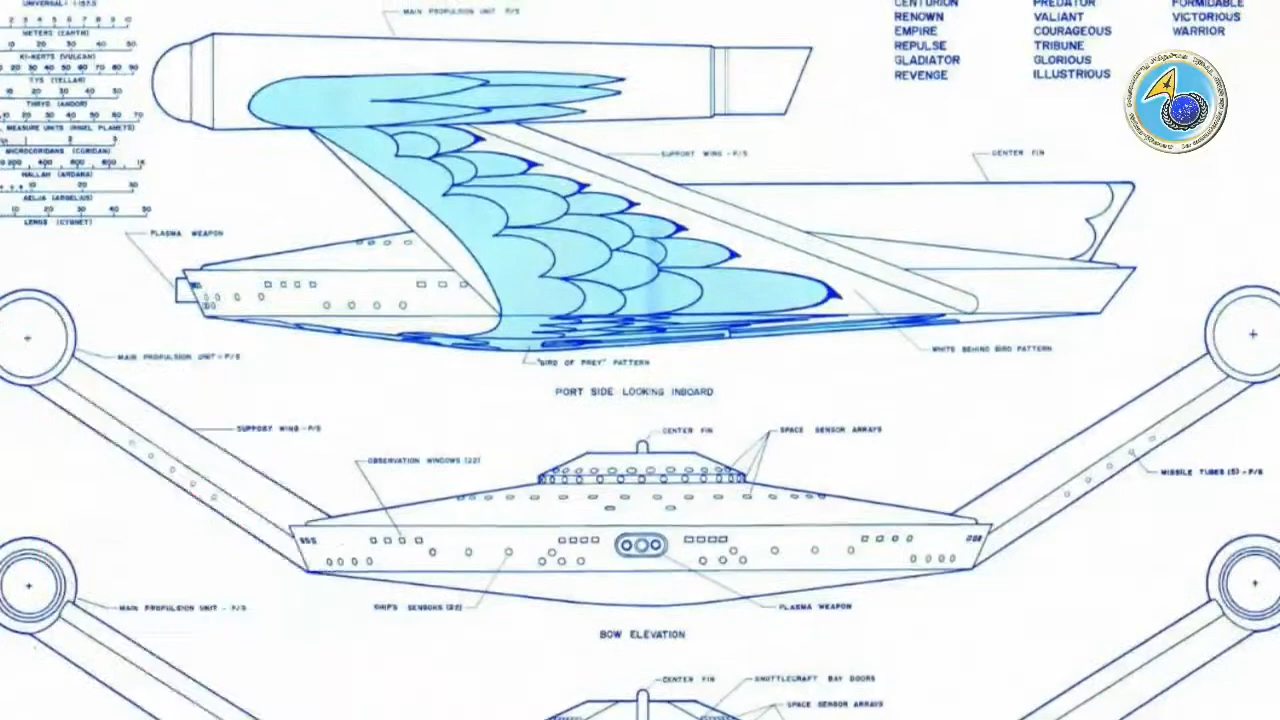 UNIVERSAL
METERS (EARTH)
KI-KERTS (VULCAN)
TYS (TELLAR)
THRYO (ANDOR)
MEASURE UNITS (RIGEL PLANETS)
MICROCORIDANS (CORIDAN)
HALLAH (ARDANA)
AELJA (ARGELIUS)
LENGS (CYGNET)
MAIN PROPULSION UNIT P/S
CENTURION
RENOWN
EMPIRE
REPULSE
GLADIATOR
REVENGE
PREDATOR
VALIANT
COURAGEOUS
TRIBUNE
GLORIOUS
ILLUSTRIOUS
FORMIDABLE
VICTORIOUS
WARRIOR
SUPPORT WING - P/S
CENTER FIN
PLASMA WEAPON
MAIN PROPULSION UNIT - P/S
"BIRD OF PREY" PATTERN
WHITE BEHIND BIRD PATTERN
PORT SIDE LOOKING INBOARD
SUPPORT WING - P/S
CENTER FIN
SPACE SENSOR ARRAYS
OBSERVATION WINDOWS (22)
MISSILE TUBES (5) - P/S
SHIP'S SENSORS (22)
PLASMA WEAPON
MAIN PROPULSION UNIT - P/S
BOW ELEVATION
CENTER FIN
SHUTTLECRAFT BAY DOORS
SPACE SENSOR ARRAYS